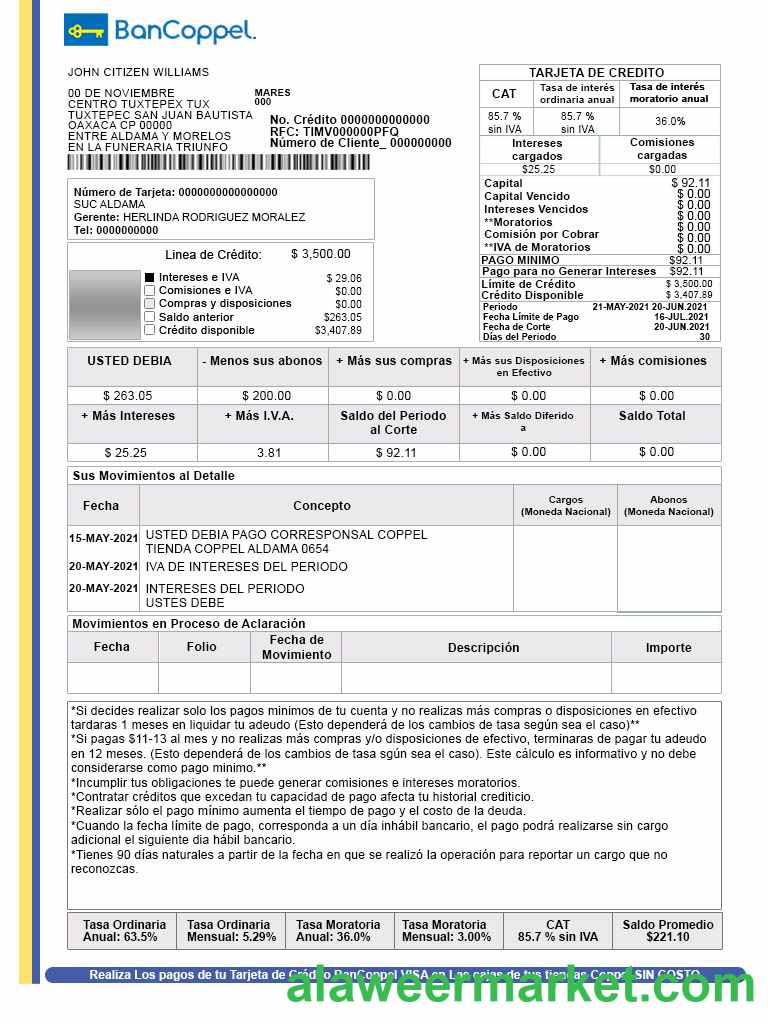 BanCoppel.
JOHN CITIZEN WILLIAMS
00 DE NOVIEMBRE
CENTRO TUXTEPEX TUX
TUXTEPEC SAN JUAN BAUTISTA
OAXACA CP 00000
ENTRE ALDAMA Y MORELOS
EN LA FUNERARIA TRIUNFO
MARES
000
No. Crédito 0000000000000
RFC: TIMV000000PFQ
Número de Cliente_ 000000000
Número de Tarjeta: 0000000000000000
SUC ALDAMA
Gerente: HERLINDA RODRIGUEZ MORALEZ
Tel: 0000000000
Linea de Crédito: $ 3,500.00
Intereses e IVA $ 29.06
Comisiones e IVA $0.00
Compras y disposiciones $0.00
Saldo anterior $263.05
Crédito disponible $3,407.89
TARJETA DE CREDITO
CAT
Tasa de interés
ordinaria anual
Tasa de interés
moratorio anual
85.7 %
sin IVA
85.7 %
sin IVA
36.0%
Intereses
cargados
Comisiones
cargadas
$25.25 $0.00
Capital $ 92.11
Capital Vencido $ 0.00
Intereses Vencidos $ 0.00
**Moratorios $ 0.00
Comisión por Cobrar $ 0.00
**IVA de Moratorios $ 0.00
PAGO MINIMO $92.11
Pago para no Generar Intereses $92.11
Límite de Crédito $ 3,500.00
Crédito Disponible $ 3,407.89
Periodo 21-MAY-2021 20-JUN.2021
Fecha Límite de Pago 16-JUL.2021
Fecha de Corte 20-JUN.2021
Días del Período 30
USTED DEBIA
- Menos sus abonos
+ Más sus compras
+ Más sus Disposiciones
en Efectivo
+ Más comisiones
$ 263.05 $ 200.00 $ 0.00 $ 0.00 $ 0.00
+ Más Intereses
+ Más I.V.A.
Saldo del Periodo
al Corte
+ Más Saldo Diferido
a
Saldo Total
$ 25.25 3.81 $ 92.11 $ 0.00 $ 0.00
Sus Movimientos al Detalle
Fecha
Concepto
Cargos
(Moneda Nacional)
Abonos
(Moneda Nacional)
15-MAY-2021 USTED DEBIA PAGO CORRESPONSAL COPPEL
TIENDA COPPEL ALDAMA 0654
20-MAY-2021 IVA DE INTERESES DEL PERIODO
20-MAY-2021 INTERESES DEL PERIODO
USTES DEBE
Movimientos en Proceso de Aclaración
Fecha
Folio
Fecha de
Movimiento
Descripción
Importe
*Si decides realizar solo los pagos minimos de tu cuenta y no realizas más compras o disposiciones en efectivo
tardaras 1 meses en liquidar tu adeudo (Esto dependerá de los cambios de tasa según sea el caso)**
*Si pagas $11-13 al mes y no realizas más compras y/o disposiciones de efectivo, terminaras de pagar tu adeudo
en 12 meses. (Esto dependerá de los cambios de tasa sgún sea el caso). Este cálculo es informativo y no debe
considerarse como pago minimo.**
*Incumplir tus obligaciones te puede generar comisiones e intereses moratorios.
*Contratar créditos que excedan tu capacidad de pago afecta tu historial crediticio.
*Realizar sólo el pago mínimo aumenta el tiempo de pago y el costo de la deuda.
*Cuando la fecha límite de pago, corresponda a un día inhábil bancario, el pago podrá realizarse sin cargo
adicional el siguiente dia hábil bancario.
*Tienes 90 días naturales a partir de la fecha en que se realizó la operación para reportar un cargo que no
reconozcas.
Tasa Ordinaria
Anual: 63.5%
Tasa Ordinaria
Mensual: 5.29%
Tasa Moratoria
Anual: 36.0%
Tasa Moratoria
Mensual: 3.00%
CAT
85.7 % sin IVA
Saldo Promedio
$221.10
Realiza Los pagos de tu Tarjeta de Crédito BanCoppel VISA en Las cajas de tus tiendas Coppel SIN COSTO
alaweermarket.com